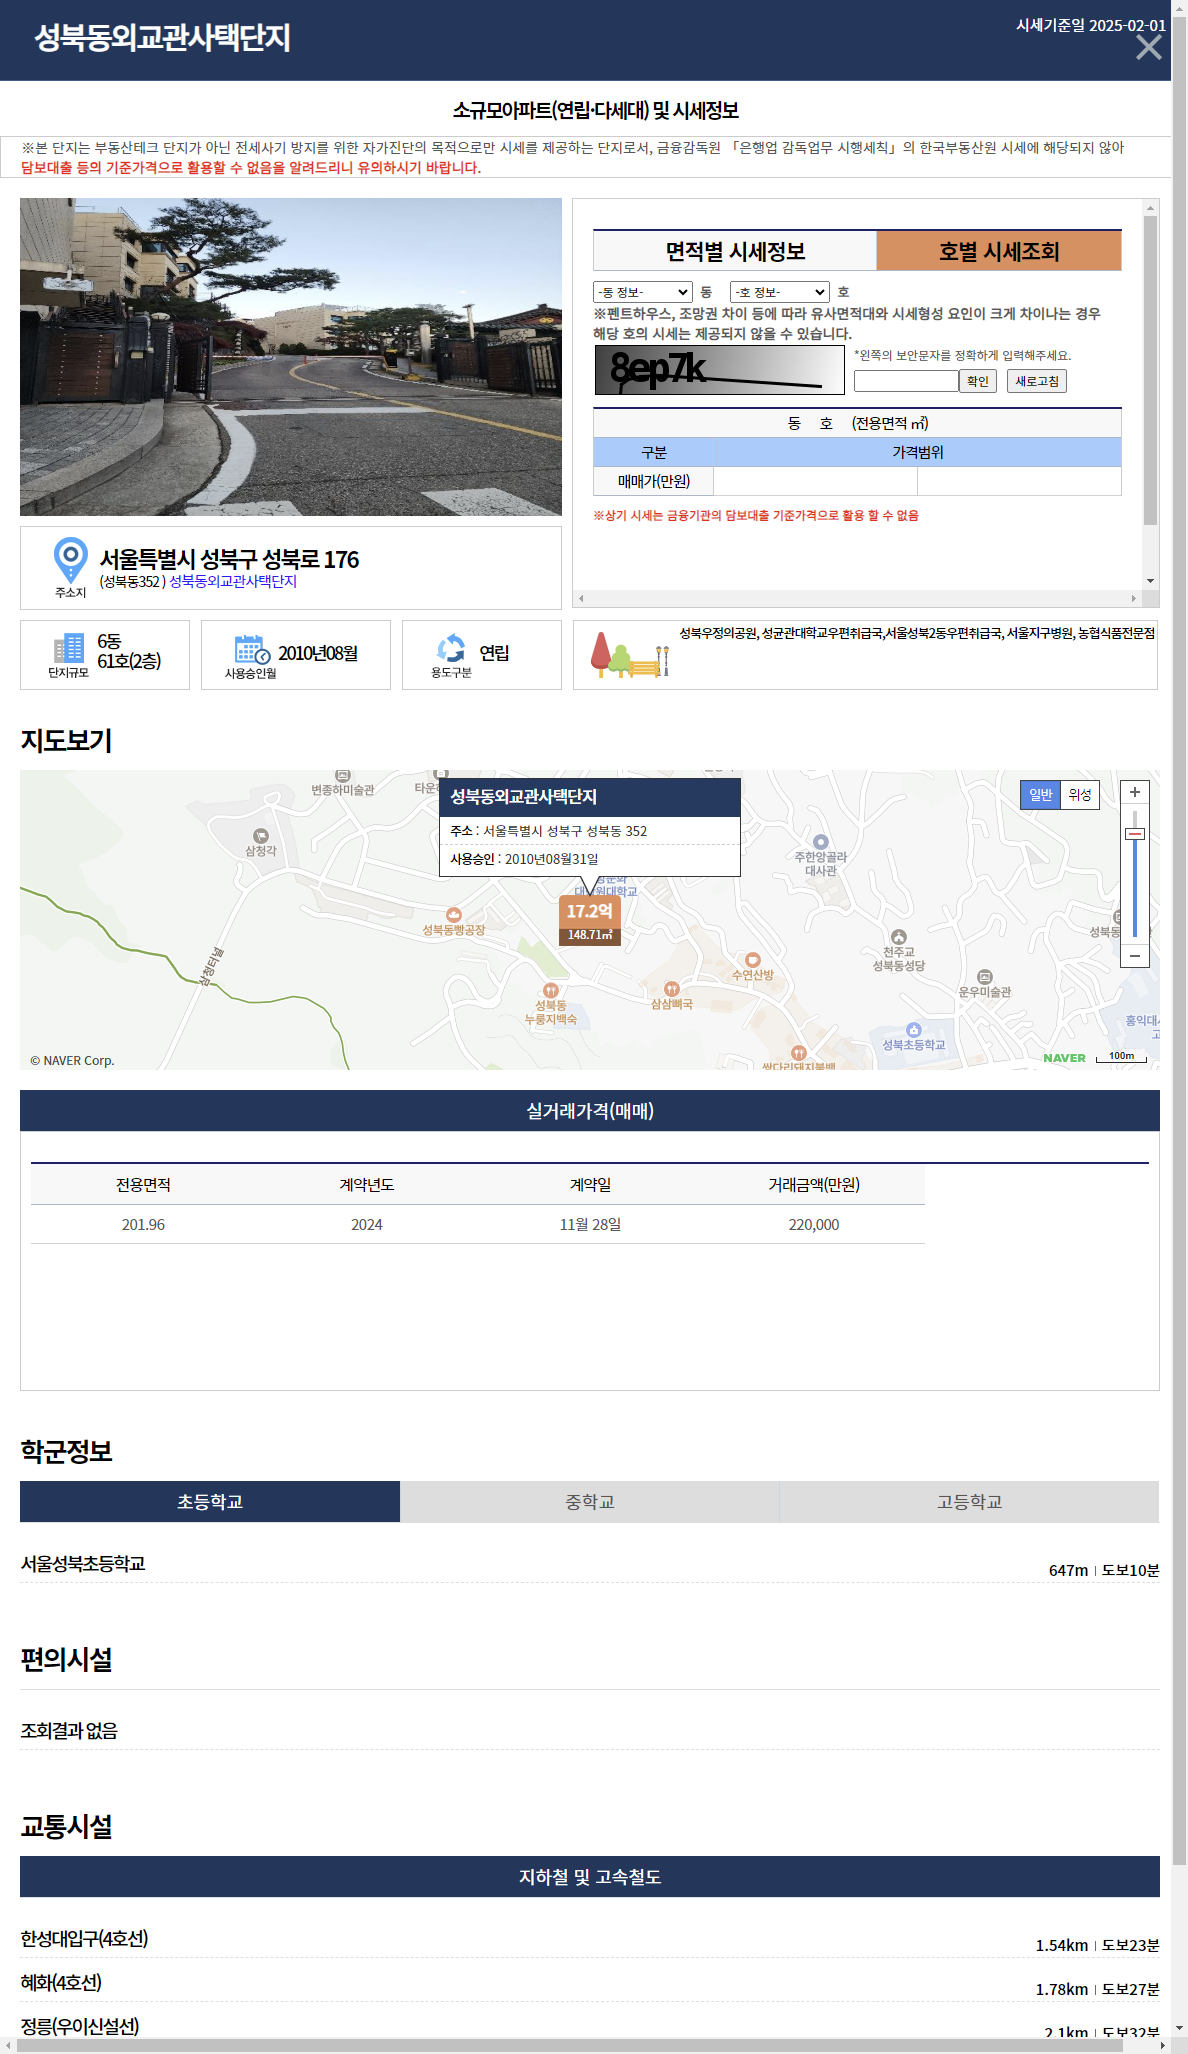 성북동외교관사택단지
시세기준일 2025-02-01
소규모아파트(연립·다세대) 및 시세정보
※본 단지는 부동산테크 단지가 아닌 전세사기 방지를 위한 자가진단의 목적으로만 시세를 제공하는 단지로서, 금융감독원 「은행업 감독업무 시행세칙」의 한국부동산원 시세에 해당되지 않아
담보대출 등의 기준가격으로 활용할 수 없음을 알려드리니 유의하시기 바랍니다.
면적별 시세정보 호별 시세조회
-동 정보- 동 -호 정보- 호
※펜트하우스, 조망권 차이 등에 따라 유사면적대와 시세형성 요인이 크게 차이나는 경우
해당 호의 시세는 제공되지 않을 수 있습니다.
8ep7k
*왼쪽의 보안문자를 정확하게 입력해주세요.
확인 새로고침
동 호 (전용면적 ㎡)
구분 가격범위
매매가(만원)
※상기 시세는 금융기관의 담보대출 기준가격으로 활용 할 수 없음
주소지
서울특별시 성북구 성북로 176
(성북동352 ) 성북동외교관사택단지
단지규모
6동
61호(2층)
사용승인월
2010년08월
용도구분
연립
성북우정의공원, 성균관대학교우편취급국,서울성북2동우편취급국, 서울지구병원, 농협식품전문점
지도보기
변종하미술관
삼청각
성북동외교관사택단지
주소 : 서울특별시 성북구 성북동 352
사용승인 : 2010년08월31일
일반 위성
+
−
주한앙골라
대사관
17.2억
148.71㎡
성북동빵공장
삼청터널
천주교
성북동성당
수연산방
운우미술관
성북동
누룽지백숙
삼삼뼈국
성북초등학교
쌍다리돼지불백
© NAVER Corp.
NAVER
100m
실거래가격(매매)
전용면적 계약년도 계약일 거래금액(만원)
201.96 2024 11월 28일 220,000
학군정보
초등학교 중학교 고등학교
서울성북초등학교
647m 도보10분
편의시설
조회결과 없음
교통시설
지하철 및 고속철도
한성대입구(4호선)
1.54km 도보23분
혜화(4호선)
1.78km 도보27분
정릉(우이신설선)
2.1km 도보32분